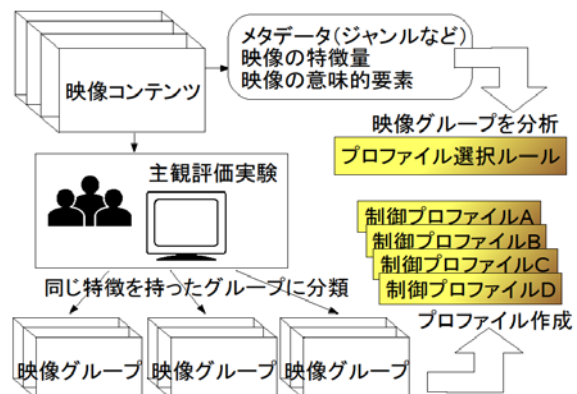 メタデータ(ジャンルなど)
映像の特徴量
映像の意味的要素
映像コンテンツ
映像グループを分析
プロファイル選択ルール
主観評価実験
制御プロファイルA
制御プロファイルB
制御プロファイルC
制御プロファイルD
プロファイル作成
同じ特徴を持ったグループに分類
映像グループ
映像グループ
映像グループ